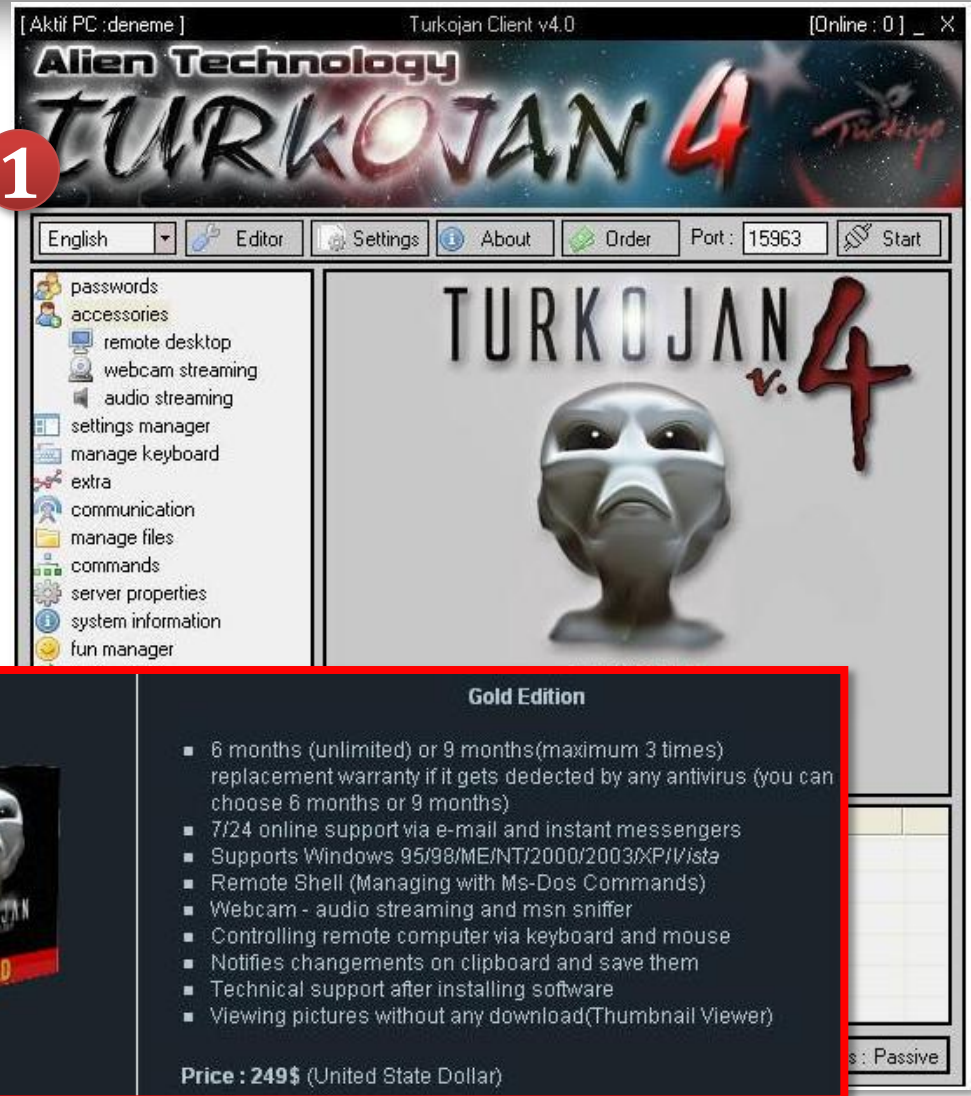 [ Aktif PC :deneme ] Turkojan Client v4.0 [Online : 0 ] _ X
Alien Technology
TURKOJAN 4
Türkiye
1
English Editor Settings About Order Port : 15963 Start
passwords
accessories
remote desktop
webcam streaming
audio streaming
settings manager
manage keyboard
extra
communication
manage files
commands
server properties
system information
fun manager
TURKOJAN
v. 4
Gold Edition
6 months (unlimited) or 9 months(maximum 3 times)
replacement warranty if it gets dedected by any antivirus (you can
choose 6 months or 9 months)
7/24 online support via e-mail and instant messengers
Supports Windows 95/98/ME/NT/2000/2003/XP/Vista
Remote Shell (Managing with Ms-Dos Commands)
Webcam - audio streaming and msn sniffer
Controlling remote computer via keyboard and mouse
Notifies changements on clipboard and save them
Technical support after installing software
Viewing pictures without any download(Thumbnail Viewer)
Price : 249$ (United State Dollar)
s : Passive